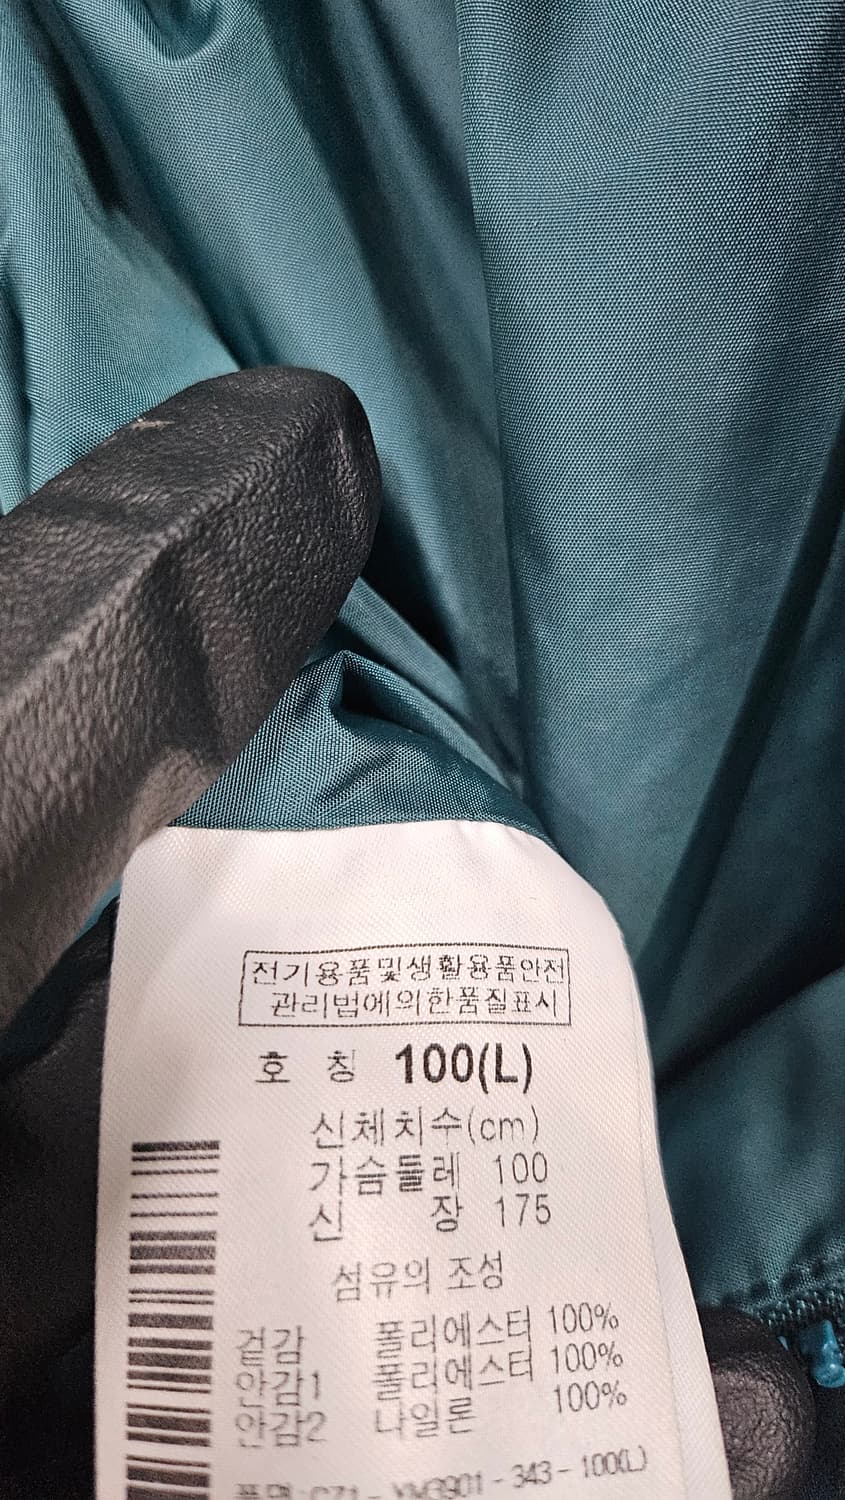 전기용품및생활용품안전
관리법에의한품질표시
호 칭 100(L)
신체치수(cm)
가슴둘레 100
신 장 175
섬유의 조성
겉감 폴리에스터 100%
안감1 폴리에스터 100%
안감2 나일론 100%
- 343 - 100(L)